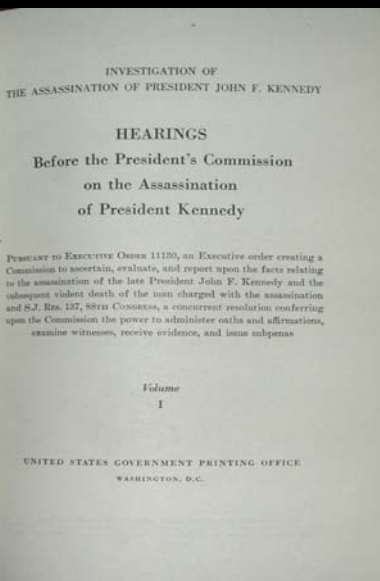 INVESTIGATION OF
THE ASSASSINATION OF PRESIDENT JOHN F. KENNEDY
HEARINGS
Before the President's Commission
on the Assassination
of President Kennedy
PURSUANT TO EXECUTIVE ORDER 11130, an Executive order creating a
Commission to ascertain, evaluate, and report upon the facts relating
to the assassination of the late President John F. Kennedy and the
subsequent violent death of the man charged with the assassination
and S.J. RES. 137, 88TH CONGRESS, a concurrent resolution conferring
upon the Commission the power to administer oaths and affirmations,
examine witnesses, receive evidence, and issue subpenas
Volume
I
UNITED STATES GOVERNMENT PRINTING OFFICE
WASHINGTON, D.C.